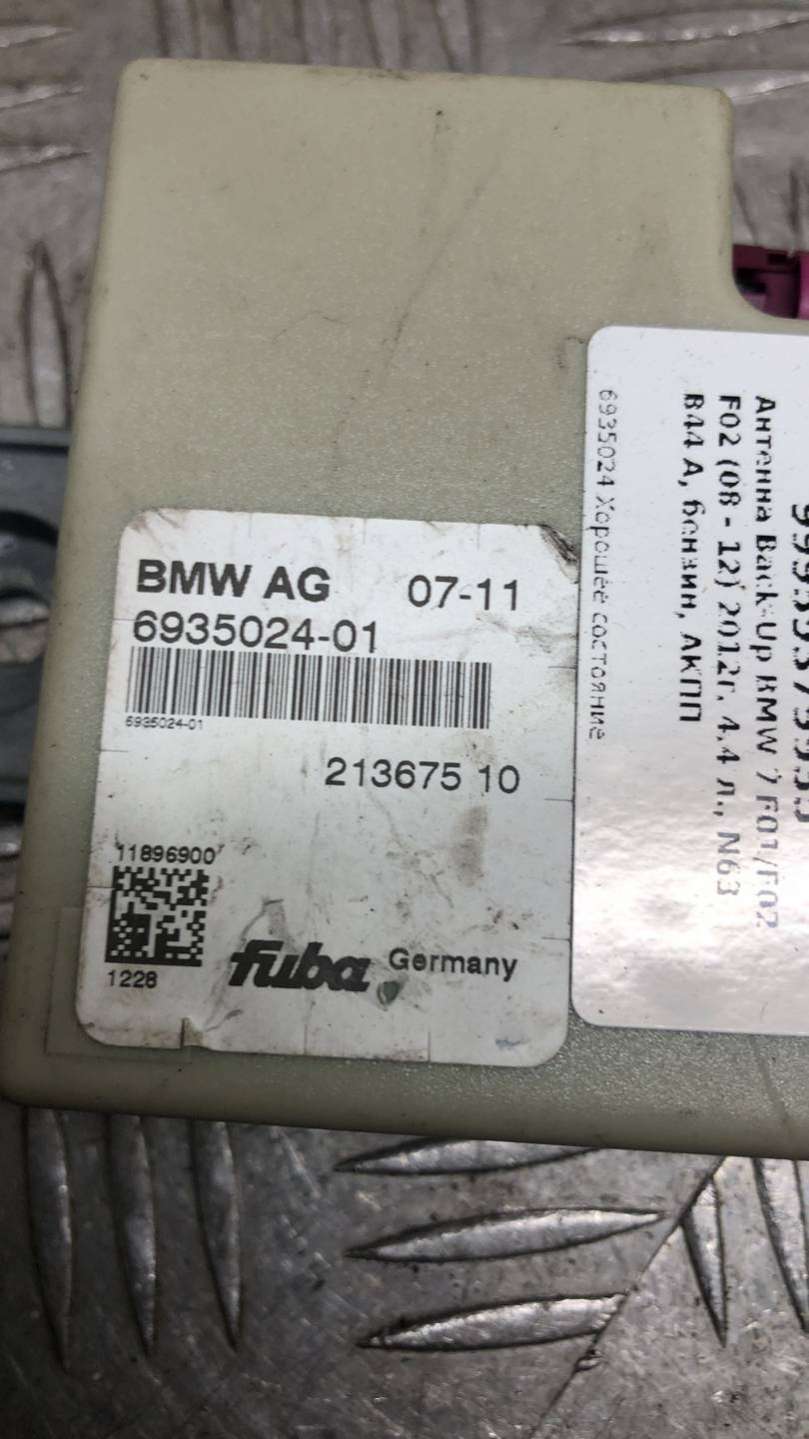 BMW AG 07-11
6935024-01
6935024-01
213675 10
11896900
1228
fuba Germany
Антенна Back-Up BMW 7 F01/F02
F02 (08 - 12) 2012г. 4,4 л., N63
B44 A, бензин, АКПП
6935024 Хорошее состояние